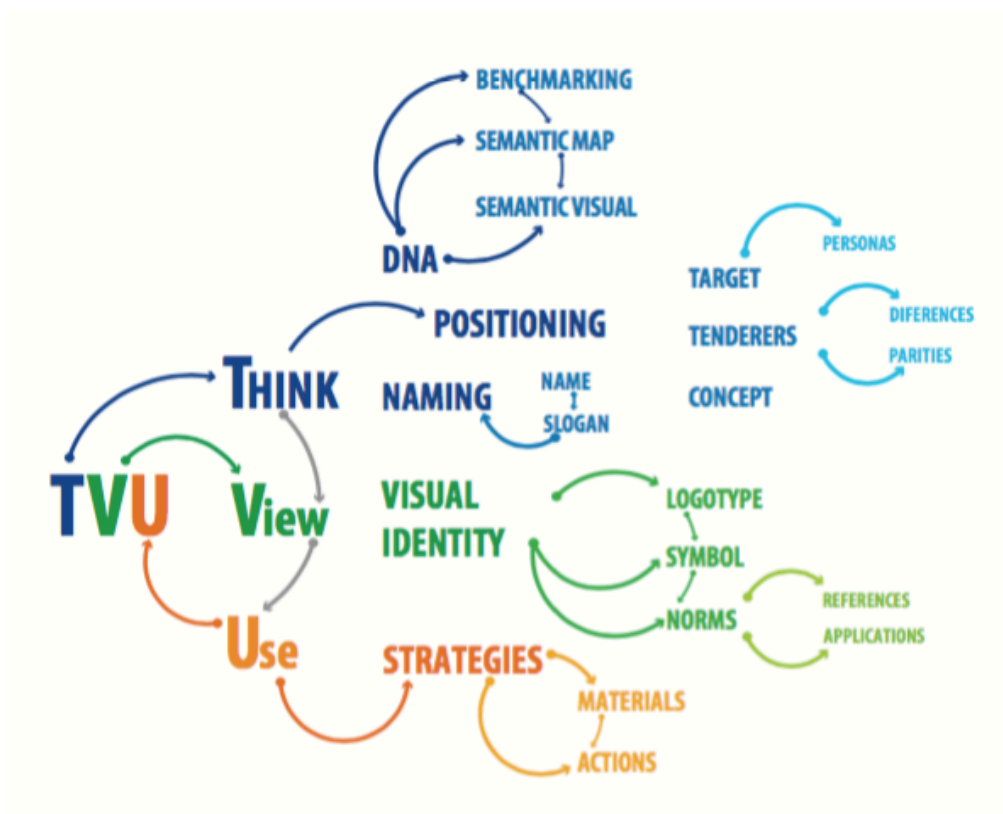 BENCHMARKING
SEMANTIC MAP
SEMANTIC VISUAL
DNA
PERSONAS
TARGET
DIFERENCES
POSITIONING
TENDERERS
PARITIES
THINK
NAMING
NAME
SLOGAN
CONCEPT
TVU
View
VISUAL
IDENTITY
LOGOTYPE
SYMBOL
NORMS
REFERENCES
APPLICATIONS
Use
STRATEGIES
MATERIALS
ACTIONS